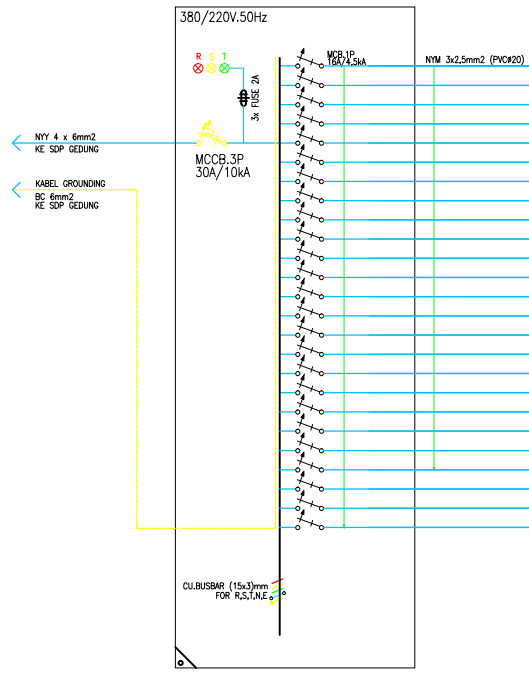 380/220V.50Hz
R S T
3x FUSE 2A
MCB.1P
16A/4,5kA
NYM 3x2,5mm2 (PVC⌀20)
NYY 4 x 6mm2
KE SDP GEDUNG
MCCB.3P
30A/10kA
KABEL GROUNDING
BC 6mm2
KE SDP GEDUNG
CU.BUSBAR (15x3)mm
FOR R,S,T,N,E